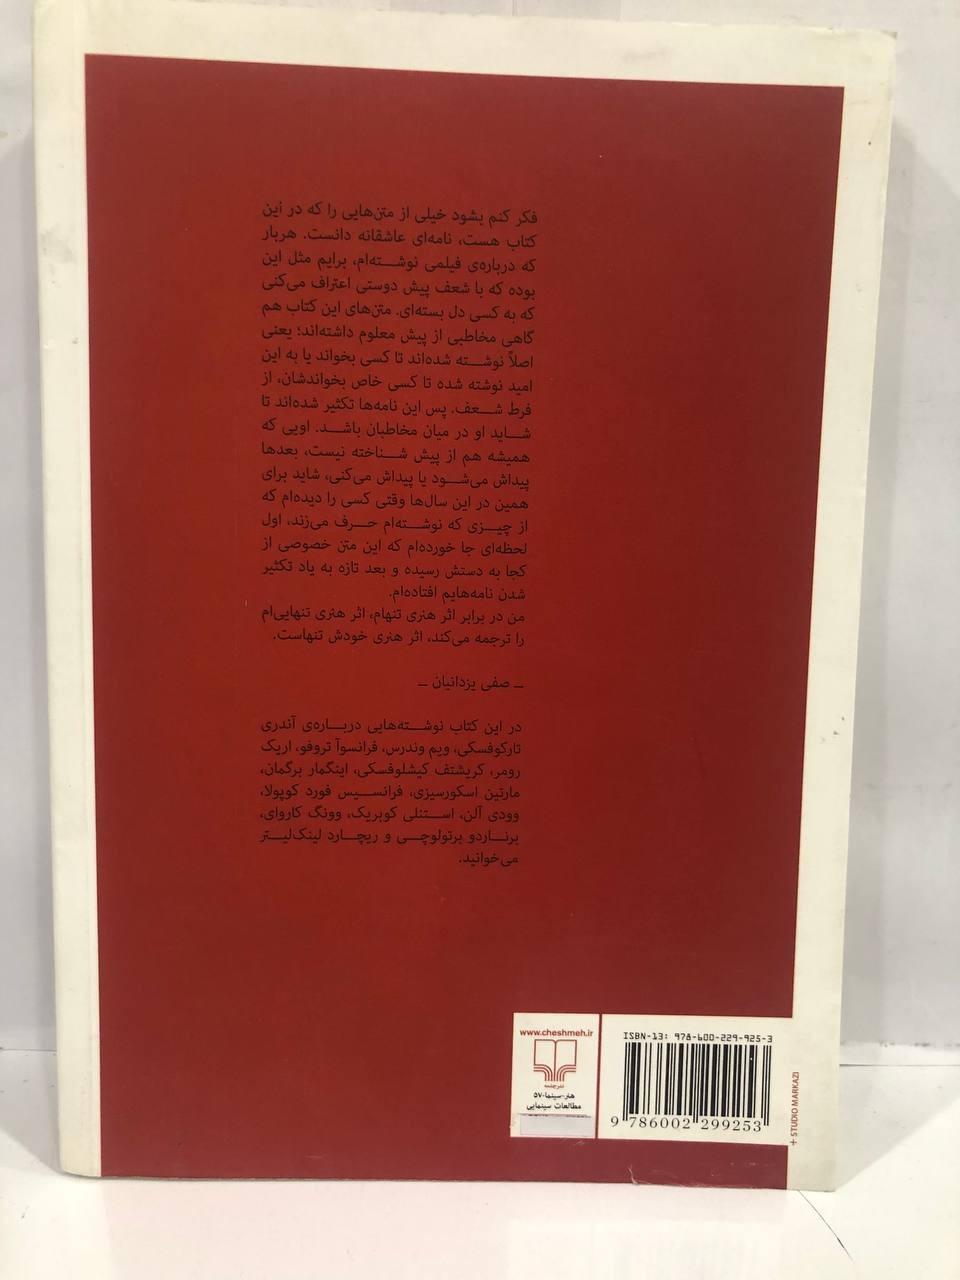 فکر کنم بشود خیلی از متن‌هایی را که در این
کتاب هست، نامه‌ای عاشقانه دانست. هربار
که درباره‌ی فیلمی نوشته‌ام، برایم مثل این
بوده که با شعف پیش دوستی اعتراف می‌کنی
که به کسی دل بسته‌ای. متن‌های این کتاب هم
گاهی مخاطبی از پیش معلوم داشته‌اند؛ یعنی
اصلاً نوشته شده‌اند تا کسی بخواند یا به این
امید نوشته شده تا کسی خاص بخواندشان، از
فرط شعف. پس این نامه‌ها تکثیر شده‌اند تا
شاید او در میان مخاطبان باشد. اویی که
همیشه هم از پیش شناخته نیست، بعدها
پیداش می‌شود یا پیداش می‌کنی، شاید برای
همین در این سال‌ها وقتی کسی را دیده‌ام که
از چیزی که نوشته‌ام حرف می‌زند، اول
لحظه‌ای جا خورده‌ام که این متن خصوصی از
کجا به دستش رسیده و بعد تازه به یاد تکثیر
شدن نامه‌هایم افتاده‌ام.
من در برابر اثر هنری تنهام، اثر هنری تنهایی‌ام
را ترجمه می‌کند، اثر هنری خودش تنهاست.
ـ صفی یزدانیان ـ
در این کتاب نوشته‌هایی درباره‌ی آندری
تارکوفسکی، ویم وندرس، فرانسوآ تروفو، اریک
رومر، کریشتف کیشلوفسکی، اینگمار برگمان،
مارتین اسکورسیزی، فرانسیس فورد کوپولا،
وودی آلن، استنلی کوبریک، وونگ کاروای،
برناردو برتولوچی و ریچارد لینک‌لیتر
می‌خوانید.
www.cheshmeh.ir
نشرچشمه
هنر-سینما-۵۷
مطالعات سینمایی
ISBN-13: 978-600-229-925-3
9 786002 299253
+ STUDIO MARKAZI